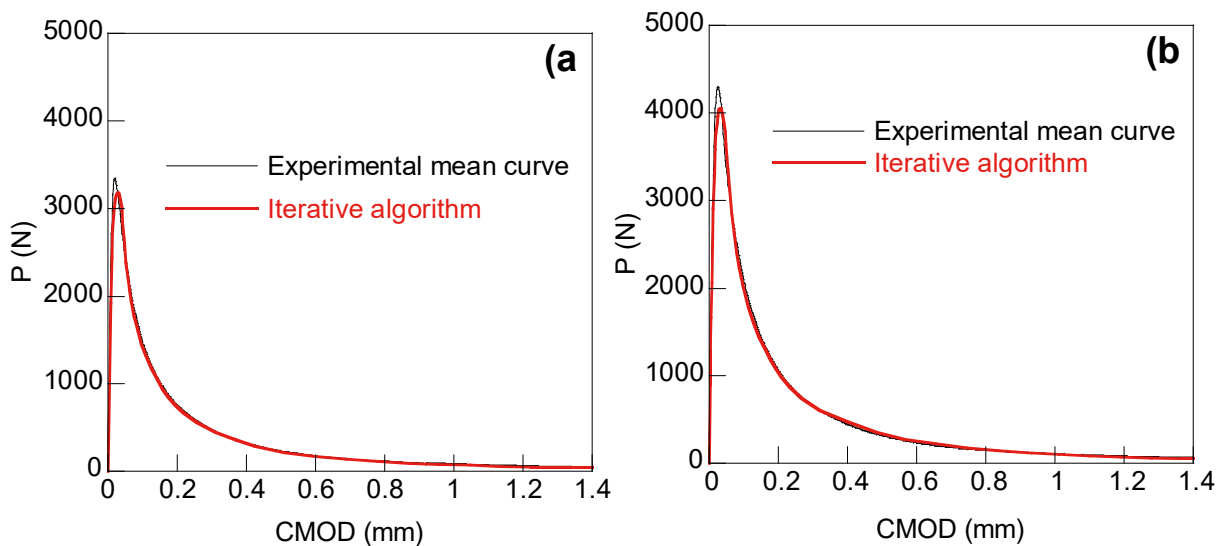 5000
(a
4000
Experimental mean curve
3000
Iterative algorithm
P (N)
2000
1000
0
0 0.2 0.4 0.6 0.8 1 1.2 1.4
CMOD (mm)
5000
(b
4000
Experimental mean curve
Iterative algorithm
3000
P (N)
2000
1000
0
0 0.2 0.4 0.6 0.8 1 1.2 1.4
CMOD (mm)